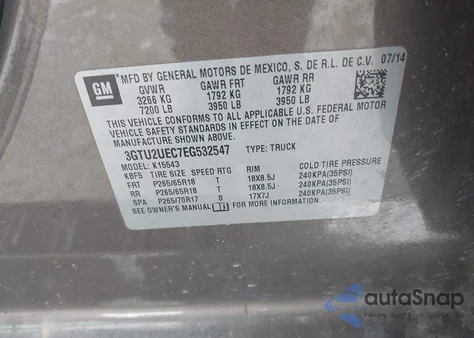 GM
MFD BY GENERAL MOTORS DE MEXICO, S. DE R.L. DE C.V. 07/14
GVWR GAWR FRT GAWR RR
3266 KG 1792 KG 1792 KG
7200 LB 3950 LB 3950 LB
THIS VEHICLE CONFORMS TO ALL APPLICABLE U.S. FEDERAL MOTOR
VEHICLE SAFETY STANDARDS IN EFFECT ON THE DATE OF
MANUFACTURE SHOWN ABOVE.
3GTU2UEC7EG532547 TYPE: TRUCK
MODEL: K15543
KBF5 TIRE SIZE SPEED RTG RIM COLD TIRE PRESSURE
FRT P265/65R18 T 18X8.5J 240KPA(35PSI)
RR P265/65R18 T 18X8.5J 240KPA(35PSI)
SPA P265/70R17 S 17X7J 240KPA(35PSI)
SEE OWNER'S MANUAL FOR MORE INFORMATION.
autoSnap